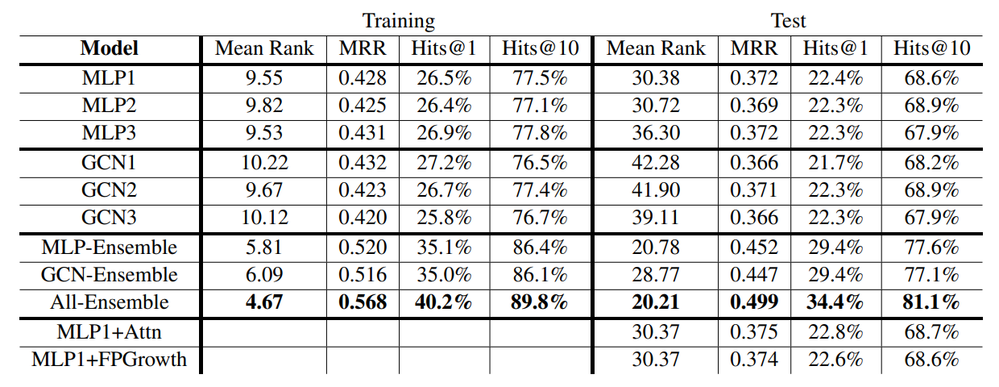 Training Test
Model Mean Rank MRR Hits@1 Hits@10 Mean Rank MRR Hits@1 Hits@10
MLP1 9.55 0.428 26.5% 77.5% 30.38 0.372 22.4% 68.6%
MLP2 9.82 0.425 26.4% 77.1% 30.72 0.369 22.3% 68.9%
MLP3 9.53 0.431 26.9% 77.8% 36.30 0.372 22.3% 67.9%
GCN1 10.22 0.432 27.2% 76.5% 42.28 0.366 21.7% 68.2%
GCN2 9.67 0.423 26.7% 77.4% 41.90 0.371 22.3% 68.9%
GCN3 10.12 0.420 25.8% 76.7% 39.11 0.366 22.3% 67.9%
MLP-Ensemble 5.81 0.520 35.1% 86.4% 20.78 0.452 29.4% 77.6%
GCN-Ensemble 6.09 0.516 35.0% 86.1% 28.77 0.447 29.4% 77.1%
All-Ensemble 4.67 0.568 40.2% 89.8% 20.21 0.499 34.4% 81.1%
MLP1+Attn 30.37 0.375 22.8% 68.7%
MLP1+FPGrowth 30.37 0.374 22.6% 68.6%